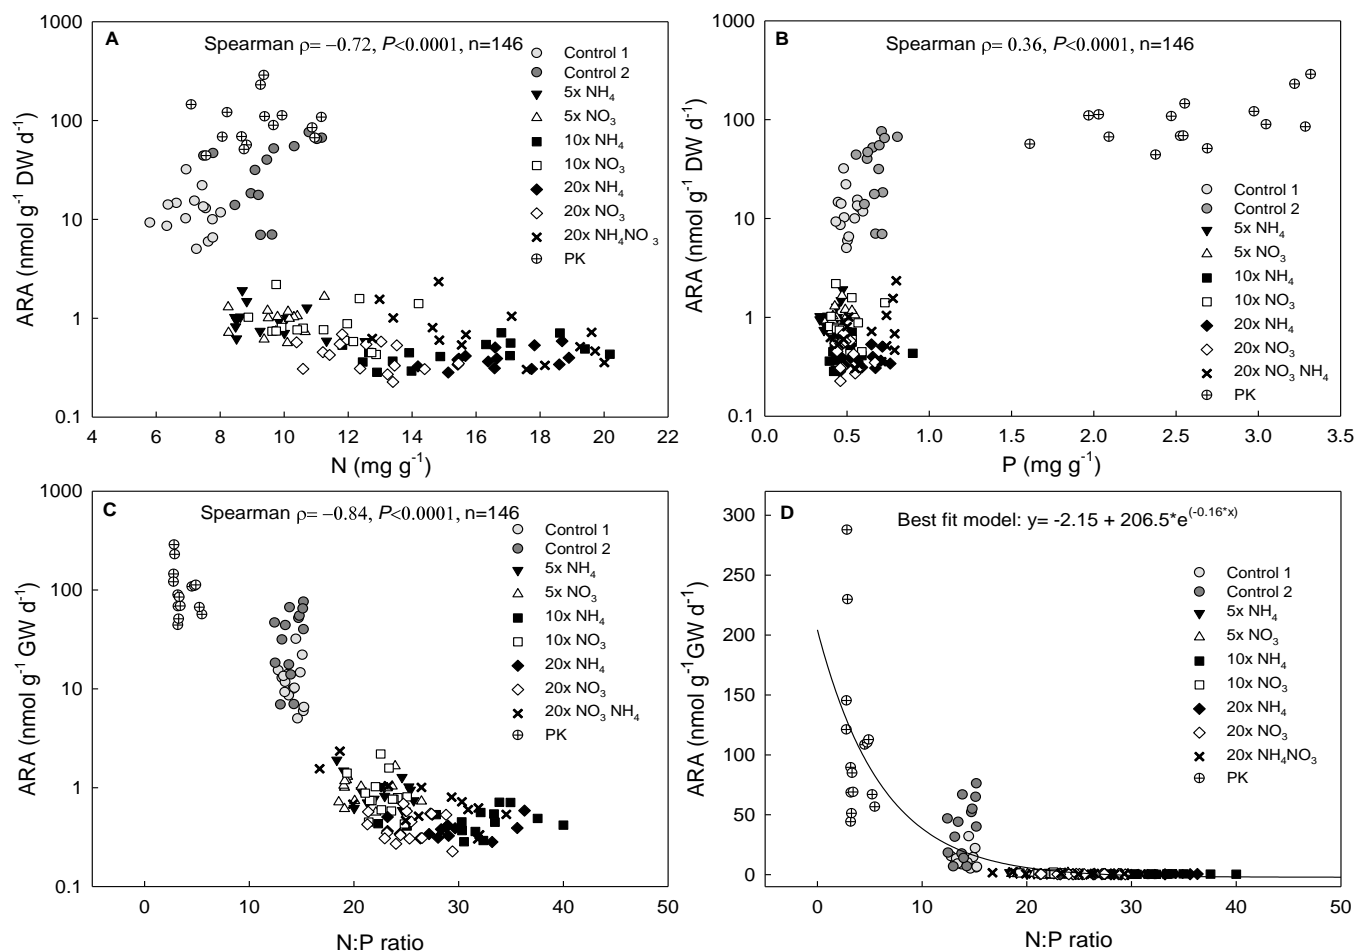 A
Spearman ρ= −0.72, P<0.0001, n=146
ARA (nmol g-1 DW d-1)
1000
100
10
1
0.1
4 6 8 10 12 14 16 18 20 22
N (mg g-1)
Control 1
Control 2
5x NH4
5x NO3
10x NH4
10x NO3
20x NH4
20x NO3
20x NH4NO 3
PK
B
Spearman ρ= 0.36, P<0.0001, n=146
ARA (nmol g-1 DW d-1)
1000
100
10
1
0.1
0.0 0.5 1.0 1.5 2.0 2.5 3.0 3.5
P (mg g-1)
Control 1
Control 2
5x NH4
5x NO3
10x NH4
10x NO3
20x NH4
20x NO3
20x NO3 NH4
PK
C
Spearman ρ= −0.84, P<0.0001, n=146
ARA (nmol g-1 GW d-1)
1000
100
10
1
0.1
0 10 20 30 40 50
N:P ratio
Control 1
Control 2
5x NH4
5x NO3
10x NH4
10x NO3
20x NH4
20x NO3
20x NO3 NH4
PK
D
Best fit model: y= -2.15 + 206.5*e(-0.16*x)
ARA (nmol g-1GW d-1)
300
250
200
150
100
50
0
0 10 20 30 40 50
N:P ratio
Control 1
Control 2
5x NH4
5x NO3
10x NH4
10x NO3
20x NH4
20x NO3
20x NH4NO3
PK